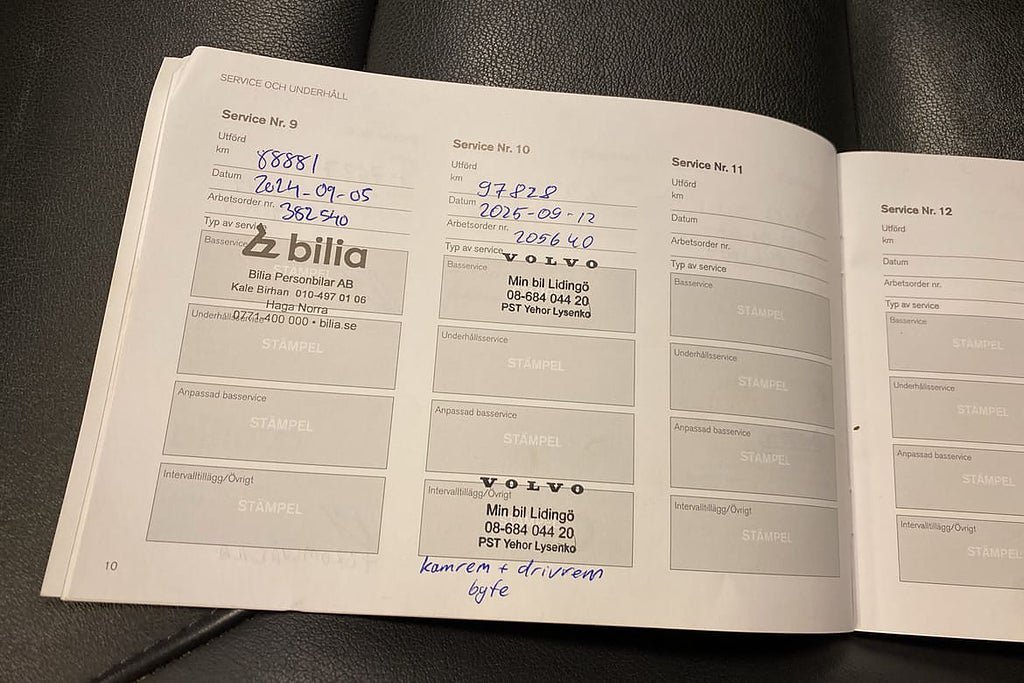 SERVICE OCH UNDERHÅLL
Service Nr. 9
Utförd
km 88881
Datum 2024-09-05
Arbetsorder nr. 382540
Typ av service
Basservice
bilia
STÄMPEL
Bilia Personbilar AB
Kale Birhan 010-497 01 06
Haga Norra
0771-400 000 • bilia.se
Underhållsservice
STÄMPEL
Anpassad basservice
STÄMPEL
Intervalltillägg/Övrigt
STÄMPEL
10
Service Nr. 10
Utförd
km 97828
Datum 2025-09-12
Arbetsorder nr. 205640
Typ av service
VOLVO
Basservice
Min bil Lidingö
08-684 044 20
PST Yehor Lysenko
Underhållsservice
STÄMPEL
Anpassad basservice
STÄMPEL
VOLVO
Intervalltillägg/Övrigt
Min bil Lidingö
08-684 044 20
PST Yehor Lysenko
kamrem + drivrem
byte
Service Nr. 11
Utförd
km
Datum
Arbetsorder nr.
Typ av service
Basservice
STÄMPEL
Underhållsservice
STÄMPEL
Anpassad basservice
STÄMPEL
Intervalltillägg/Övrigt
STÄMPEL
Service Nr. 12
Utförd
km
Datum
Arbetsorder nr.
Typ av service
Basservice
STÄMPEL
Underhållsservice
STÄMPEL
Anpassad basservice
STÄMPEL
Intervalltillägg/Övrigt
STÄMPEL